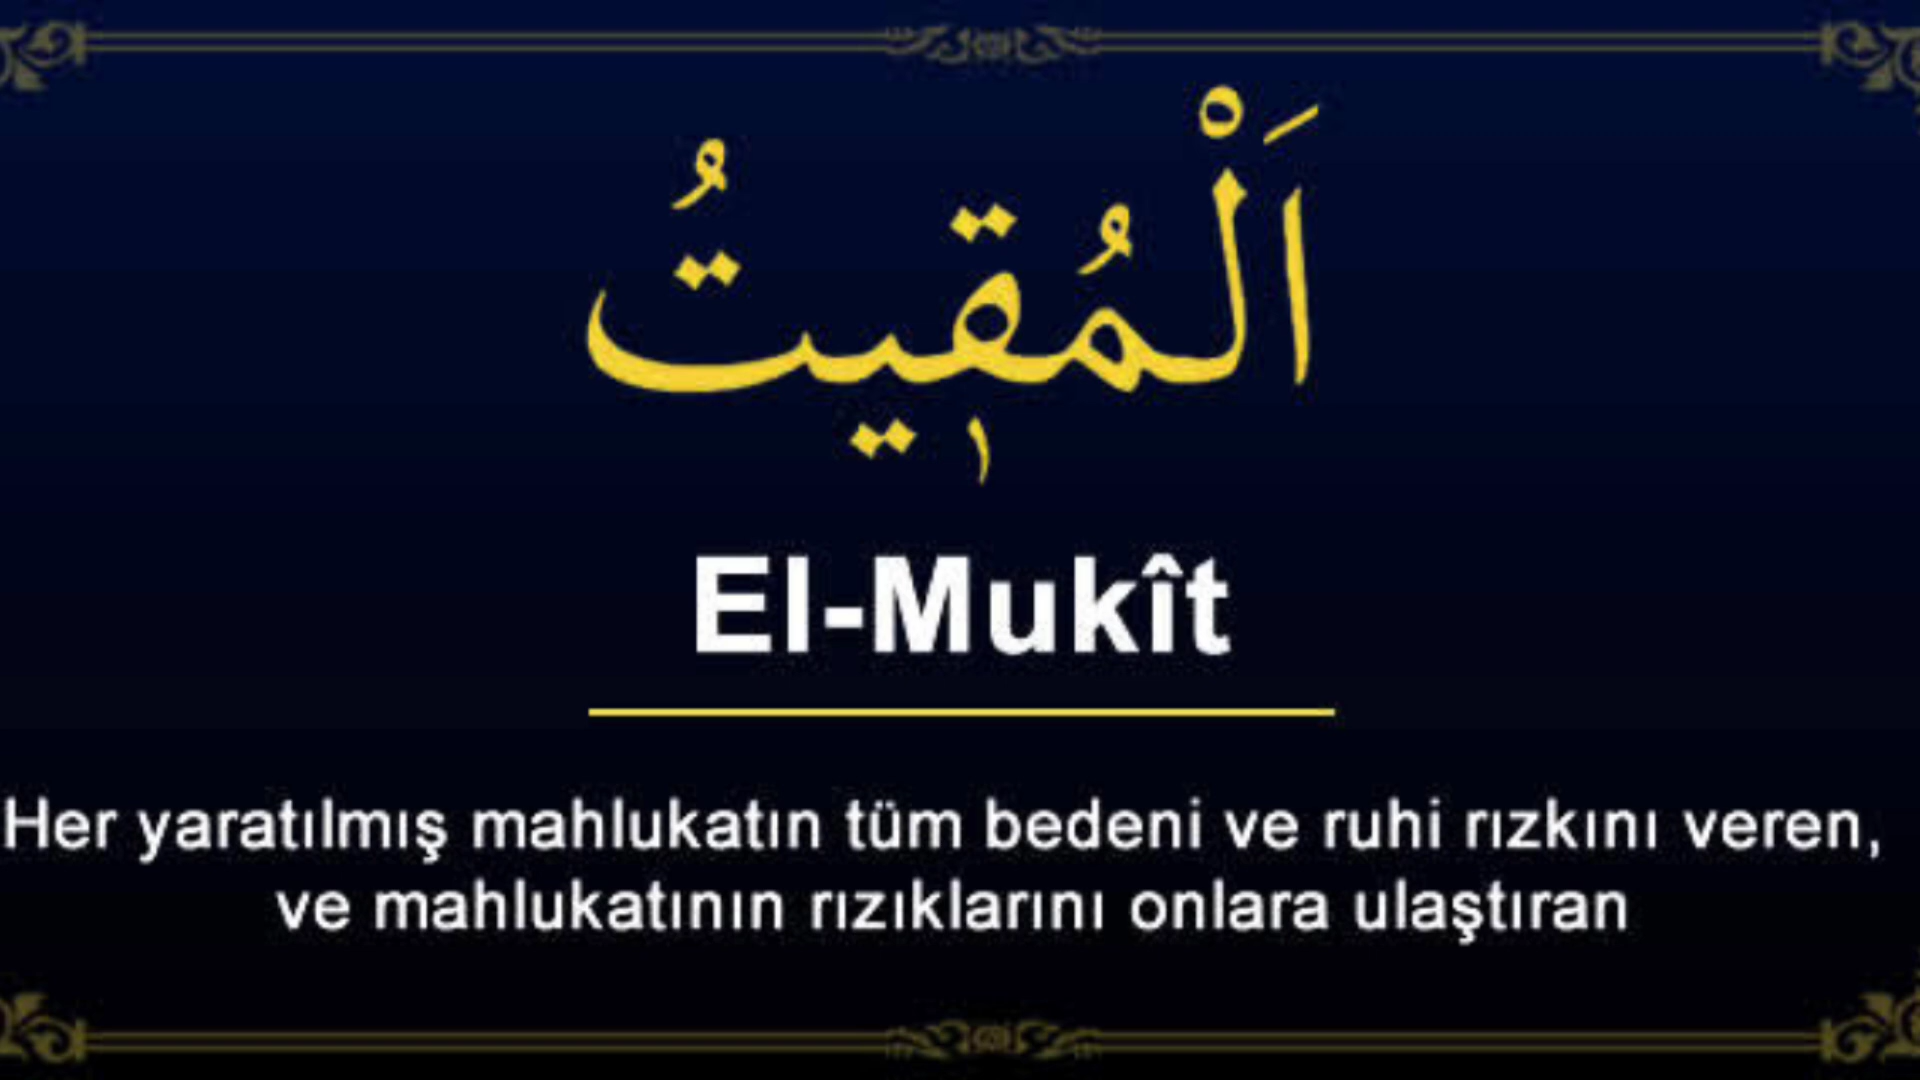 اَلْمُقٖيتُ
El-Mukît
Her yaratılmış mahlukatın tüm bedeni ve ruhi rızkını veren,
ve mahlukatının rızıklarını onlara ulaştıran